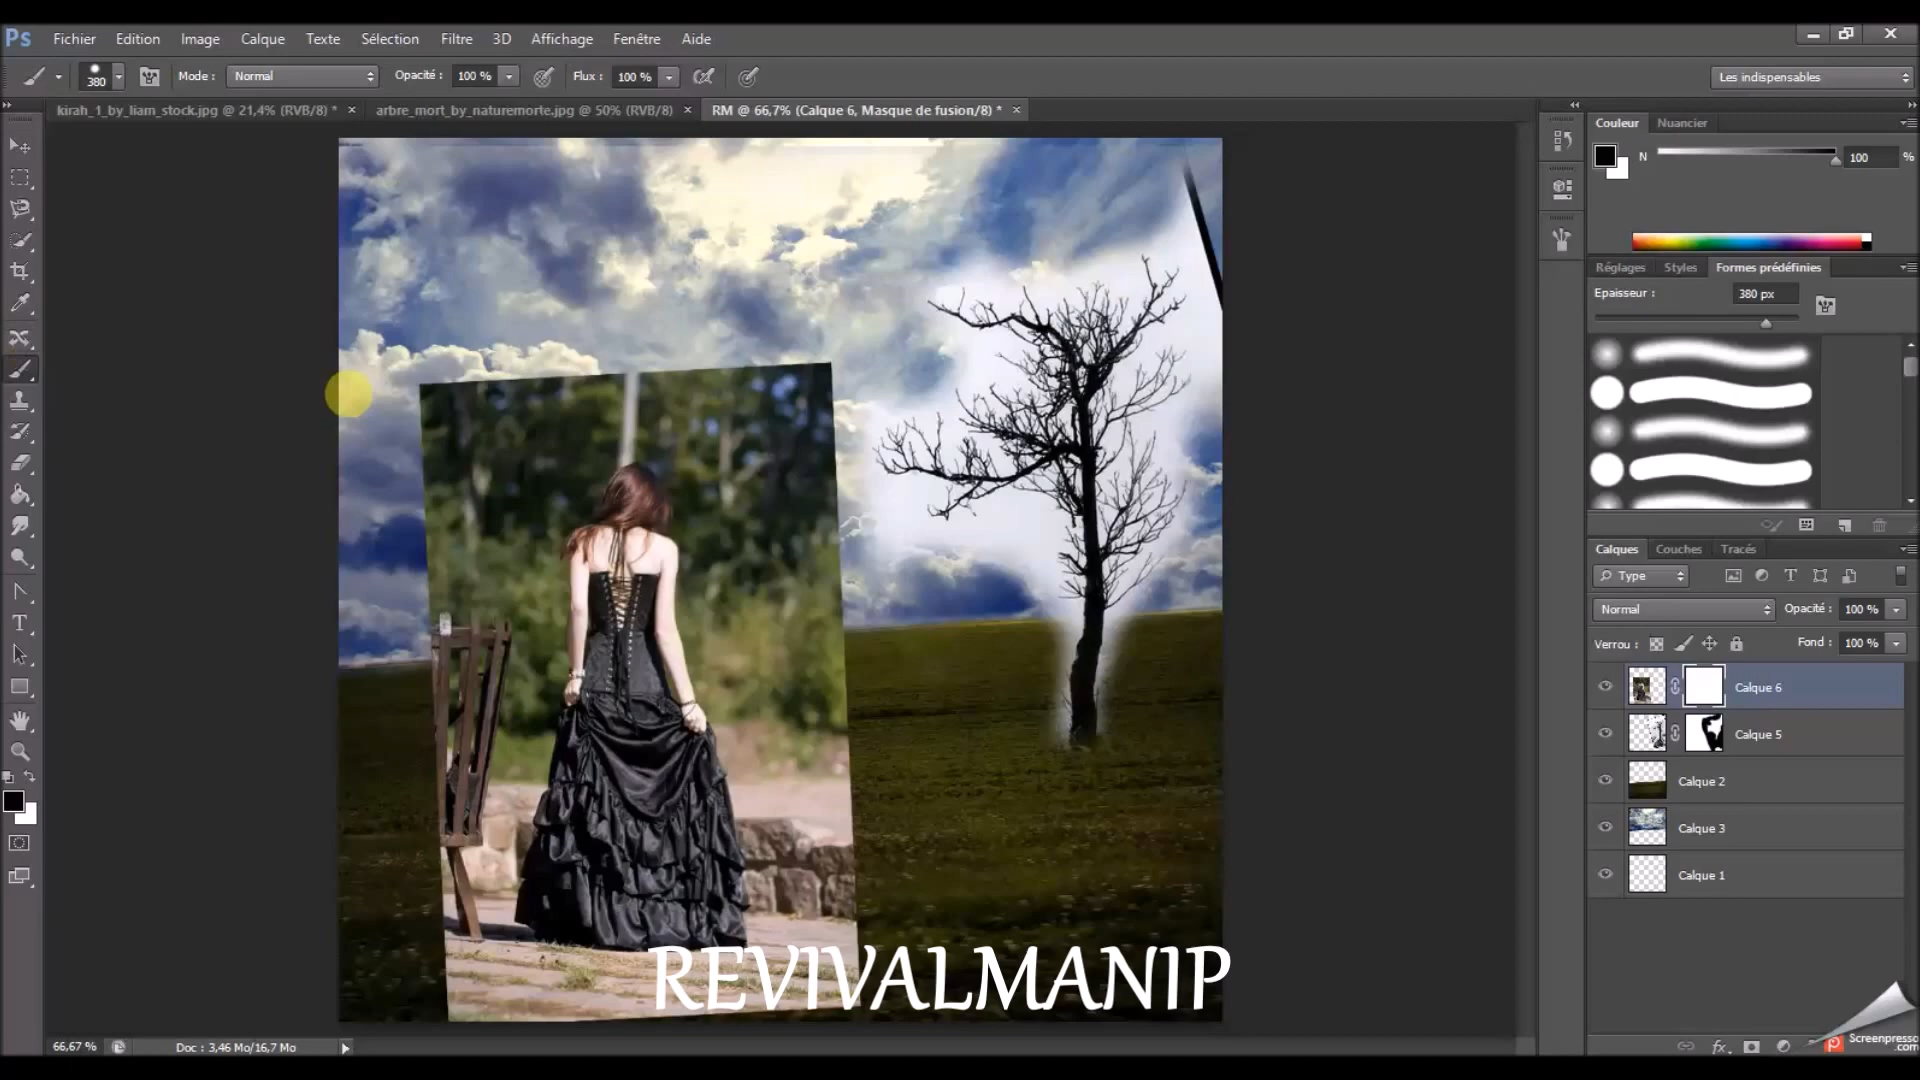 Ps Fichier Edition Image Calque Texte Sélection Filtre 3D Affichage Fenêtre Aide
380 Mode : Normal Opacité : 100 % Flux : 100 % Les indispensables
kirah_1_by_liam_stock.jpg @ 21,4% (RVB/8) * × arbre_mort_by_naturemorte.jpg @ 50% (RVB/8) × RM @ 66,7% (Calque 6, Masque de fusion/8) * ×
Couleur Nuancier
N 100 %
Réglages Styles Formes prédéfinies
Epaisseur : 380 px
Calques Couches Tracés
Type
Normal Opacité : 100 %
Verrou : Fond : 100 %
Calque 6
Calque 5
Calque 2
Calque 3
Calque 1
REVIVALMANIP
66,67 % Doc : 3,46 Mo/16,7 Mo
fx
Screenpresso
.com